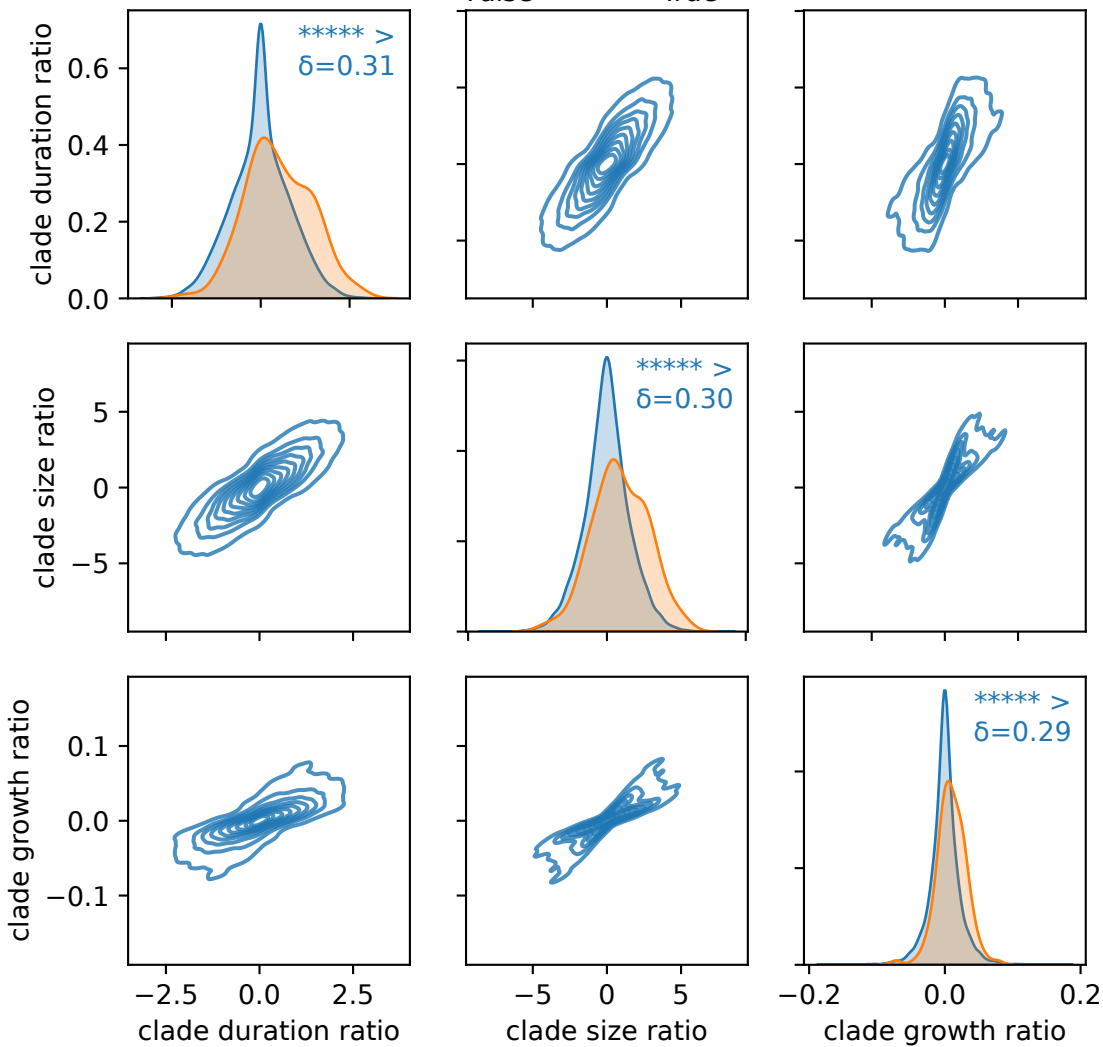 ***** >
δ=0.31
clade duration ratio
0.6
0.4
0.2
0.0
***** >
δ=0.30
clade size ratio
5
0
−5
***** >
δ=0.29
clade growth ratio
0.1
0.0
−0.1
−2.5 0.0 2.5 −5 0 5 −0.2 0.0 0.2
clade duration ratio clade size ratio clade growth ratio